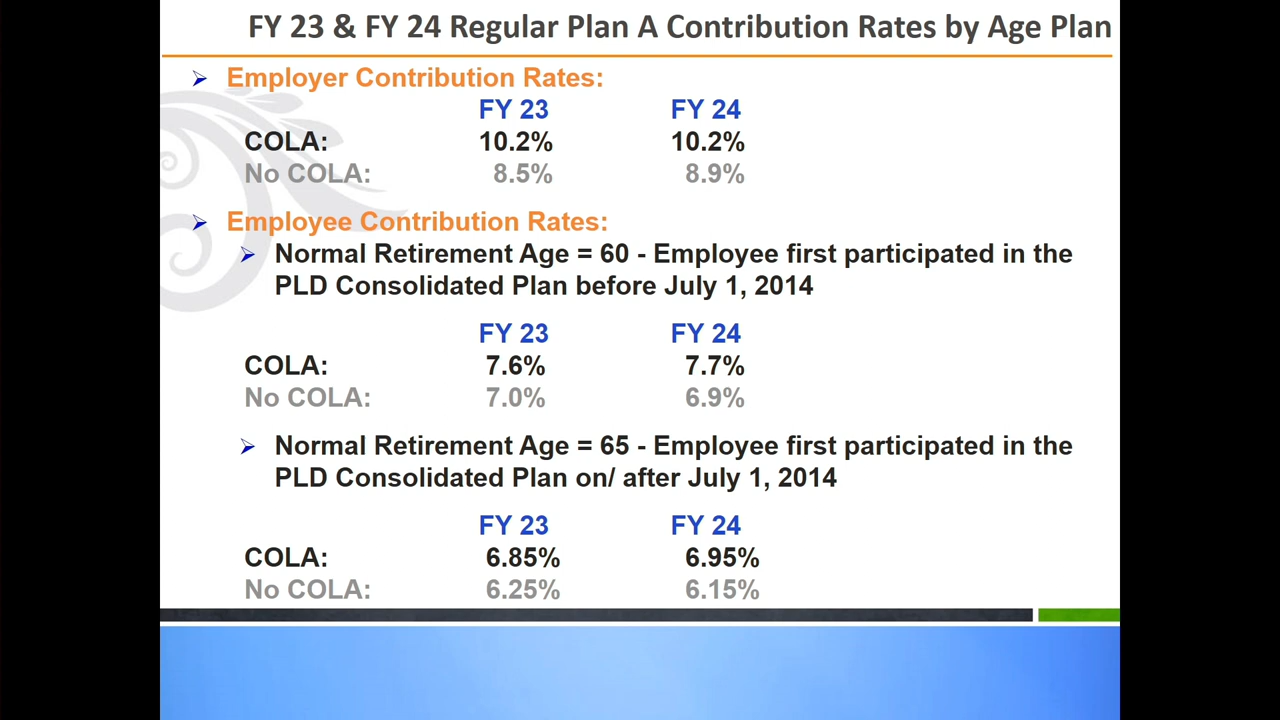 FY 23 & FY 24 Regular Plan A Contribution Rates by Age Plan
Employer Contribution Rates:
FY 23 FY 24
COLA: 10.2% 10.2%
No COLA: 8.5% 8.9%
Employee Contribution Rates:
Normal Retirement Age = 60 - Employee first participated in the
PLD Consolidated Plan before July 1, 2014
FY 23 FY 24
COLA: 7.6% 7.7%
No COLA: 7.0% 6.9%
Normal Retirement Age = 65 - Employee first participated in the
PLD Consolidated Plan on/ after July 1, 2014
FY 23 FY 24
COLA: 6.85% 6.95%
No COLA: 6.25% 6.15%